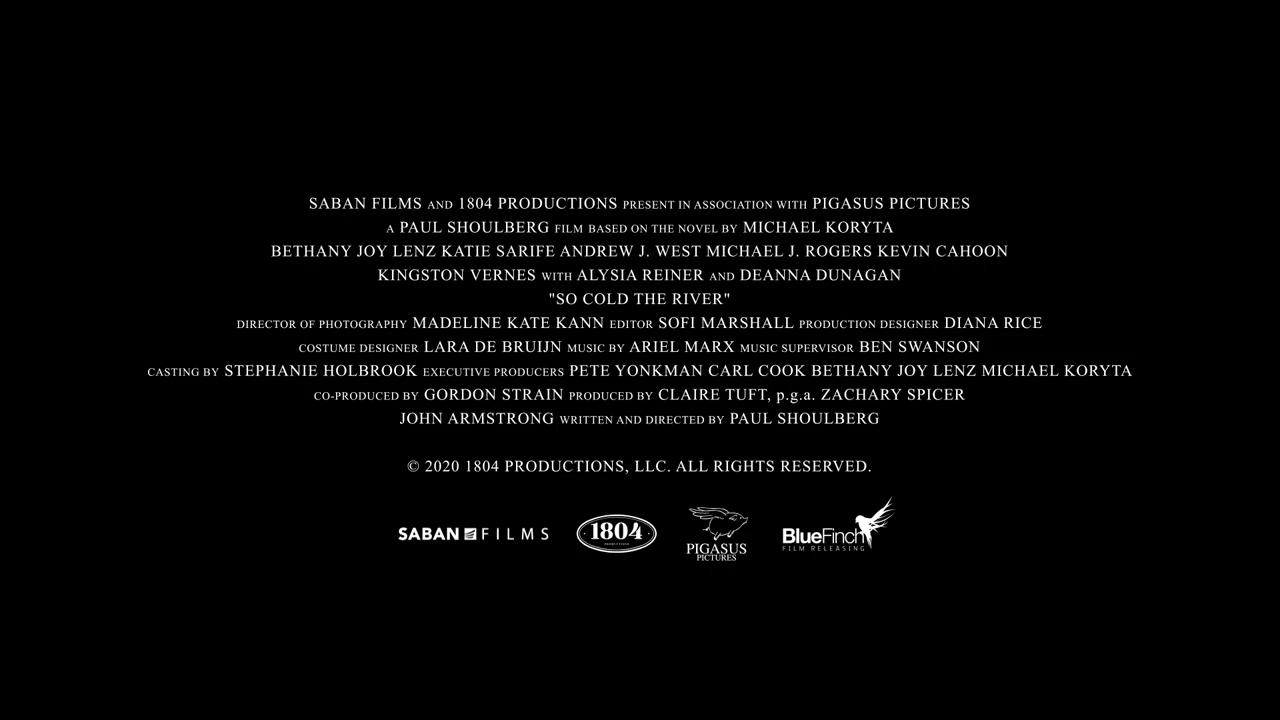 SABAN FILMS AND 1804 PRODUCTIONS PRESENT IN ASSOCIATION WITH PIGASUS PICTURES
A PAUL SHOULBERG FILM BASED ON THE NOVEL BY MICHAEL KORYTA
BETHANY JOY LENZ KATIE SARIFE ANDREW J. WEST MICHAEL J. ROGERS KEVIN CAHOON
KINGSTON VERNES WITH ALYSIA REINER AND DEANNA DUNAGAN
"SO COLD THE RIVER"
DIRECTOR OF PHOTOGRAPHY MADELINE KATE KANN EDITOR SOFI MARSHALL PRODUCTION DESIGNER DIANA RICE
COSTUME DESIGNER LARA DE BRUIJN MUSIC BY ARIEL MARX MUSIC SUPERVISOR BEN SWANSON
CASTING BY STEPHANIE HOLBROOK EXECUTIVE PRODUCERS PETE YONKMAN CARL COOK BETHANY JOY LENZ MICHAEL KORYTA
CO-PRODUCED BY GORDON STRAIN PRODUCED BY CLAIRE TUFT, p.g.a. ZACHARY SPICER
JOHN ARMSTRONG WRITTEN AND DIRECTED BY PAUL SHOULBERG
© 2020 1804 PRODUCTIONS, LLC. ALL RIGHTS RESERVED.
SABAN FILMS
1804
PRODUCTIONS
PIGASUS
PICTURES
BlueFinch
FILM RELEASING